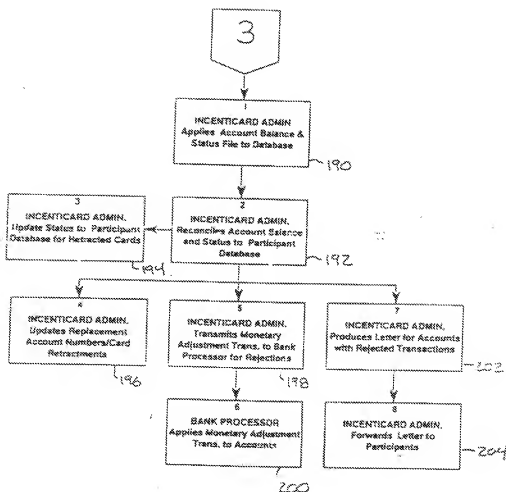 3
1
INCENTICARD ADMIN
Applies Account Balance &
Status File to Database
190
3
INCENTICARD ADMIN.
Update Status to Participant
Database for Retracted Cards
194
2
INCENTICARD ADMIN.
Reconciles Account Balance
and Status to Participant
Database
192
4
INCENTICARD ADMIN.
Updates Replacement
Account Numbers/Card
Retractments
196
5
INCENTICARD ADMIN.
Transmits Monetary
Adjustment Trans. to Bank
Processor for Rejections
198
7
INCENTICARD ADMIN.
Produces Letter for Accounts
with Rejected Transactions
202
6
BANK PROCESSOR
Applies Monetary Adjustment
Trans. to Accounts
200
8
INCENTICARD ADMIN.
Forwards Letter to
Participants
204